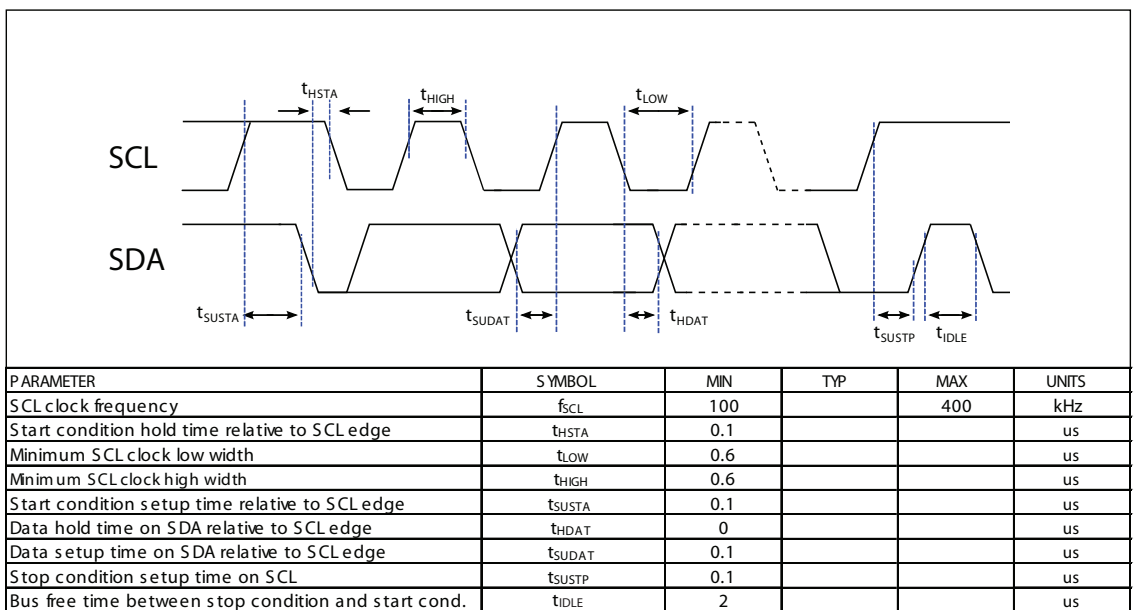 tHSTA
tHIGH
tLOW
SCL
SDA
tSUSTA
tSUDAT
tHDAT
tSUSTP
tIDLE
PARAMETER SYMBOL MIN TYP MAX UNITS
SCL clock frequency fSCL 100 400 kHz
Start condition hold time relative to SCL edge tHSTA 0.1 us
Minimum SCL clock low width tLOW 0.6 us
Minimum SCL clock high width tHIGH 0.6 us
Start condition setup time relative to SCL edge tSUSTA 0.1 us
Data hold time on SDA relative to SCL edge tHDAT 0 us
Data setup time on SDA relative to SCL edge tSUDAT 0.1 us
Stop condition setup time on SCL tSUSTP 0.1 us
Bus free time between stop condition and start cond. tIDLE 2 us